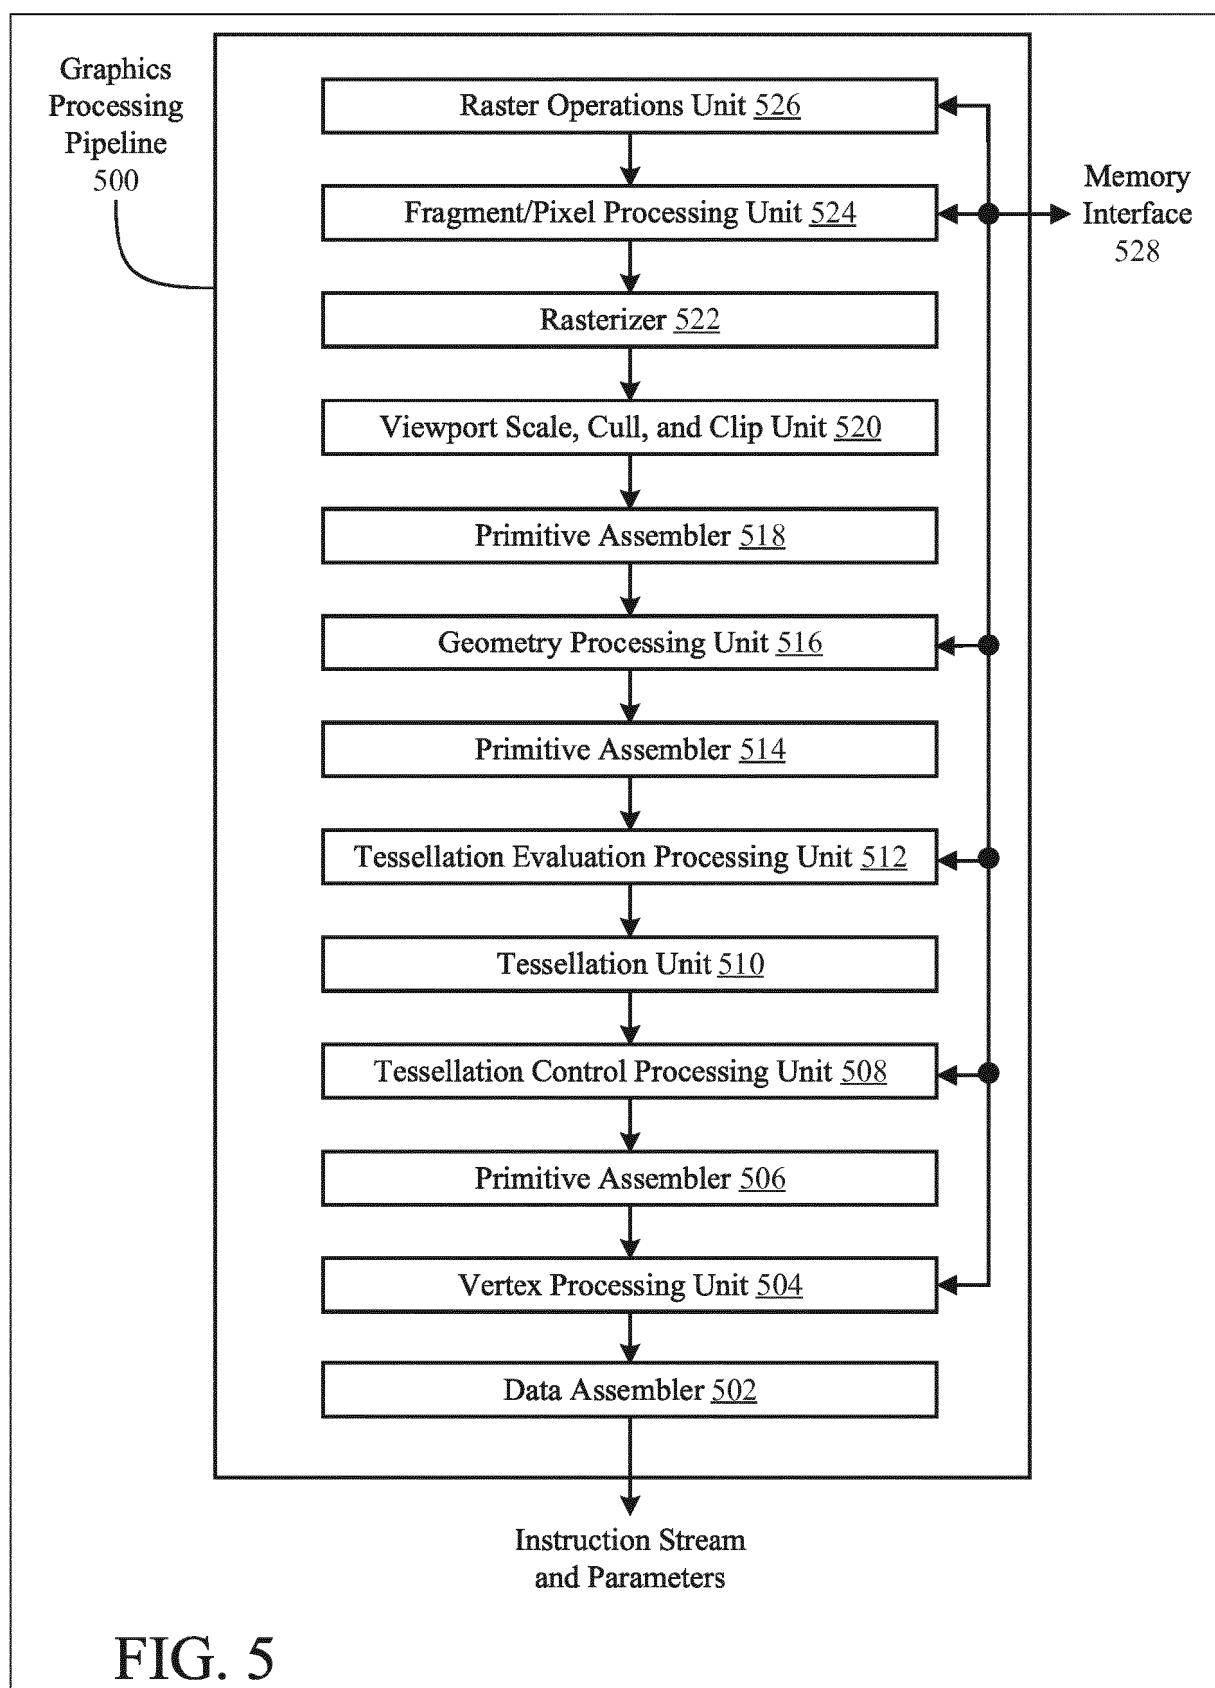 Graphics
Processing
Pipeline
500
Raster Operations Unit 526
Fragment/Pixel Processing Unit 524
Memory
Interface
528
Rasterizer 522
Viewport Scale, Cull, and Clip Unit 520
Primitive Assembler 518
Geometry Processing Unit 516
Primitive Assembler 514
Tessellation Evaluation Processing Unit 512
Tessellation Unit 510
Tessellation Control Processing Unit 508
Primitive Assembler 506
Vertex Processing Unit 504
Data Assembler 502
Instruction Stream
and Parameters
FIG. 5